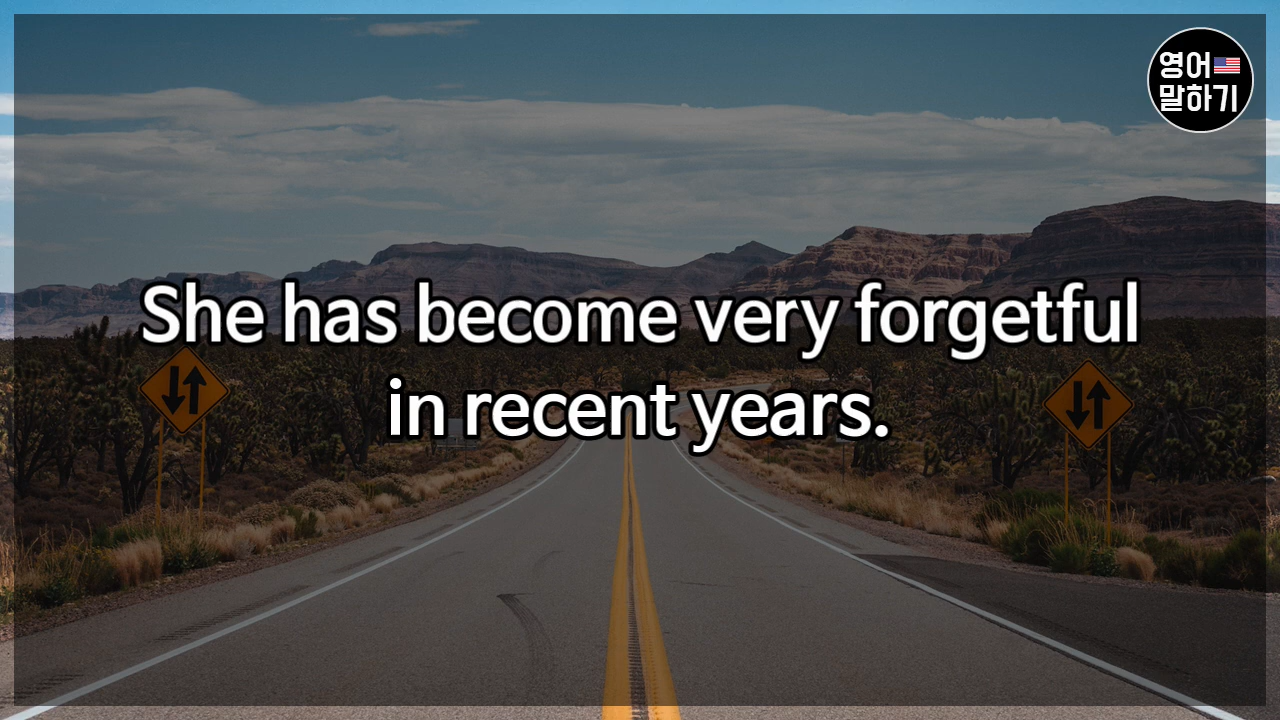 영어
말하기
She has become very forgetful
in recent years.